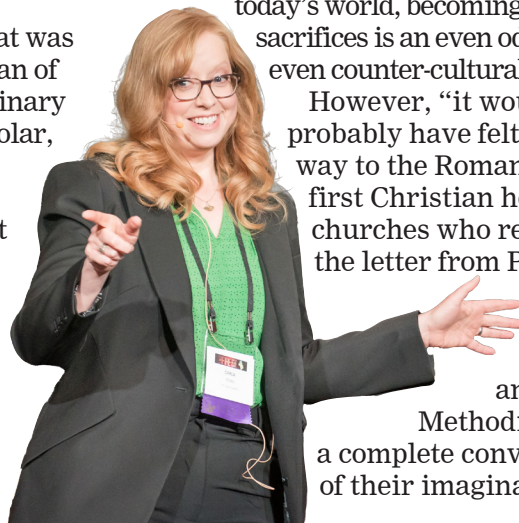 at was
an of
inary
olar,
t
today’s world, becoming
sacrifices is an even od
even counter-cultural
However, “it wou
probably have felt
way to the Roman
first Christian ho
churches who re
the letter from P
an
Methodi
a complete conv
of their imagina